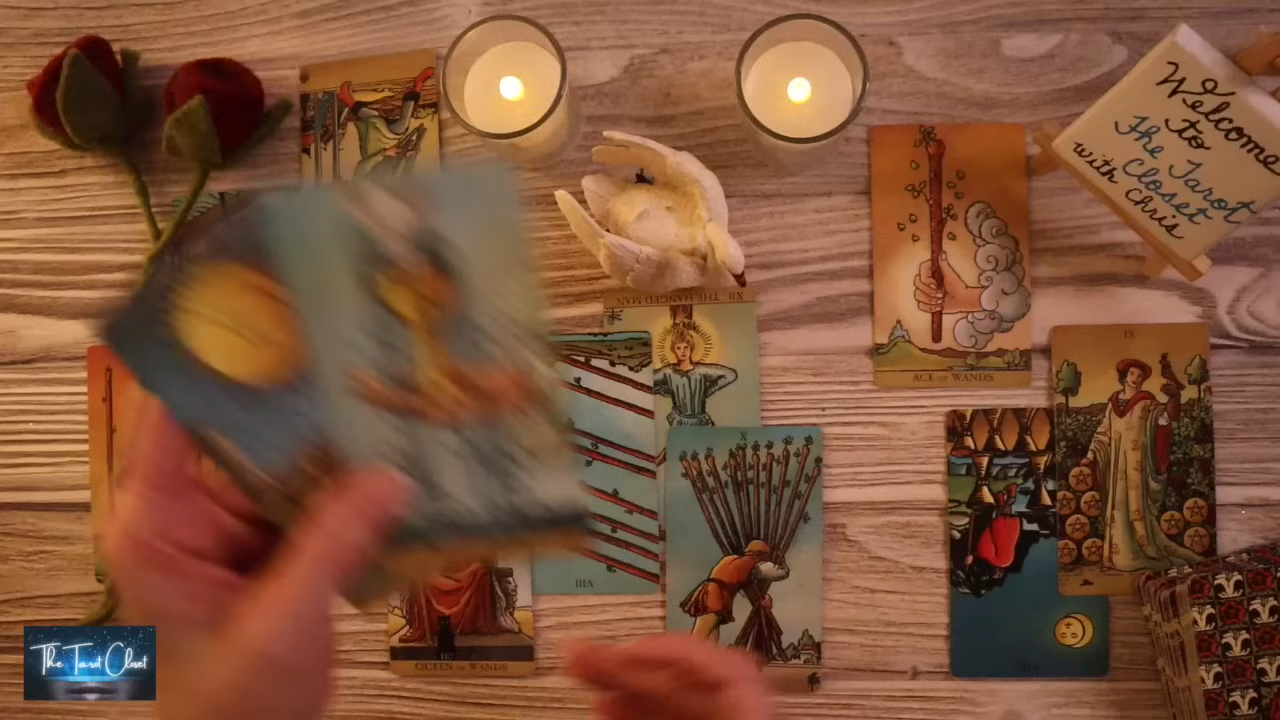 Welcome
to
The Tarot
Closet
with Chris
XII THE HANGED MAN
ACE OF WANDS
IX
X
VIII
QUEEN OF WANDS
The Tarot Closet